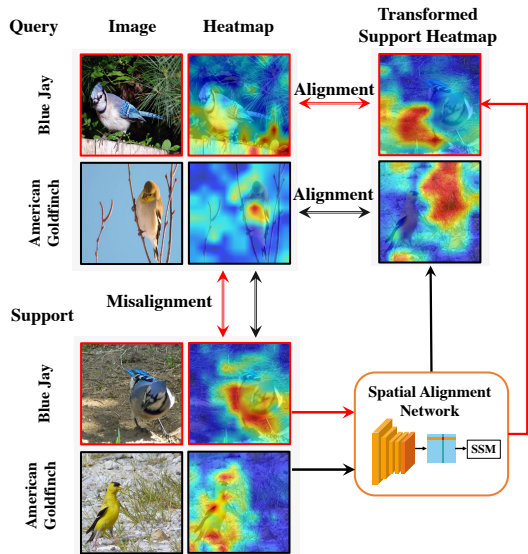 Query
Image
Heatmap
Transformed
Support Heatmap
Blue Jay
Alignment
American
Goldfinch
Alignment
Misalignment
Support
Blue Jay
Spatial Alignment
Network
SSM
American
Goldfinch